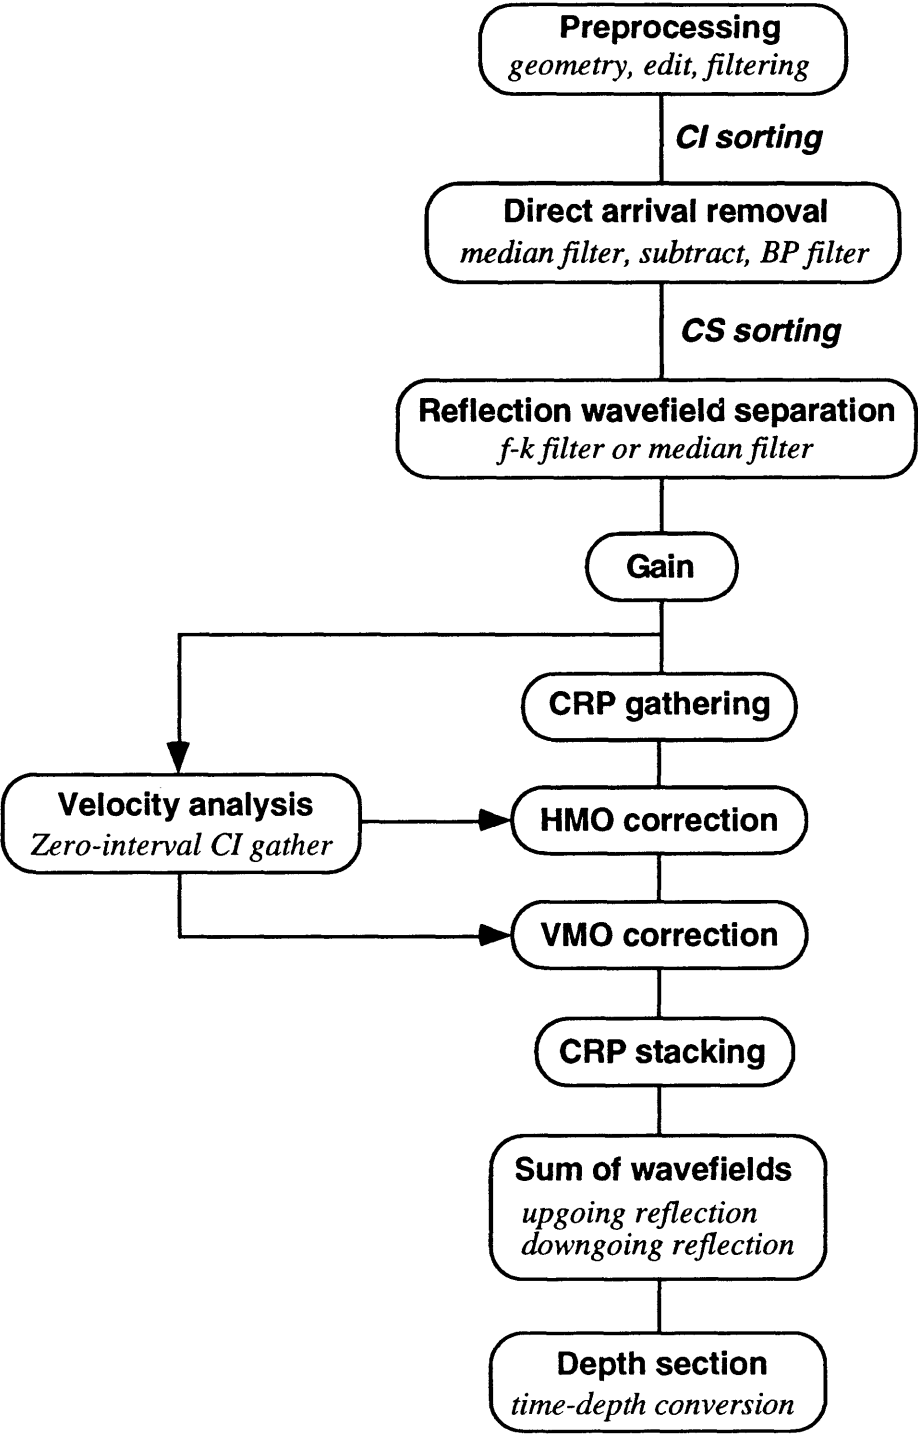 Preprocessing
geometry, edit, filtering
CI sorting
Direct arrival removal
median filter, subtract, BP filter
CS sorting
Reflection wavefield separation
f-k filter or median filter
Gain
CRP gathering
Velocity analysis
Zero-interval CI gather
HMO correction
VMO correction
CRP stacking
Sum of wavefields
upgoing reflection
downgoing reflection
Depth section
time-depth conversion